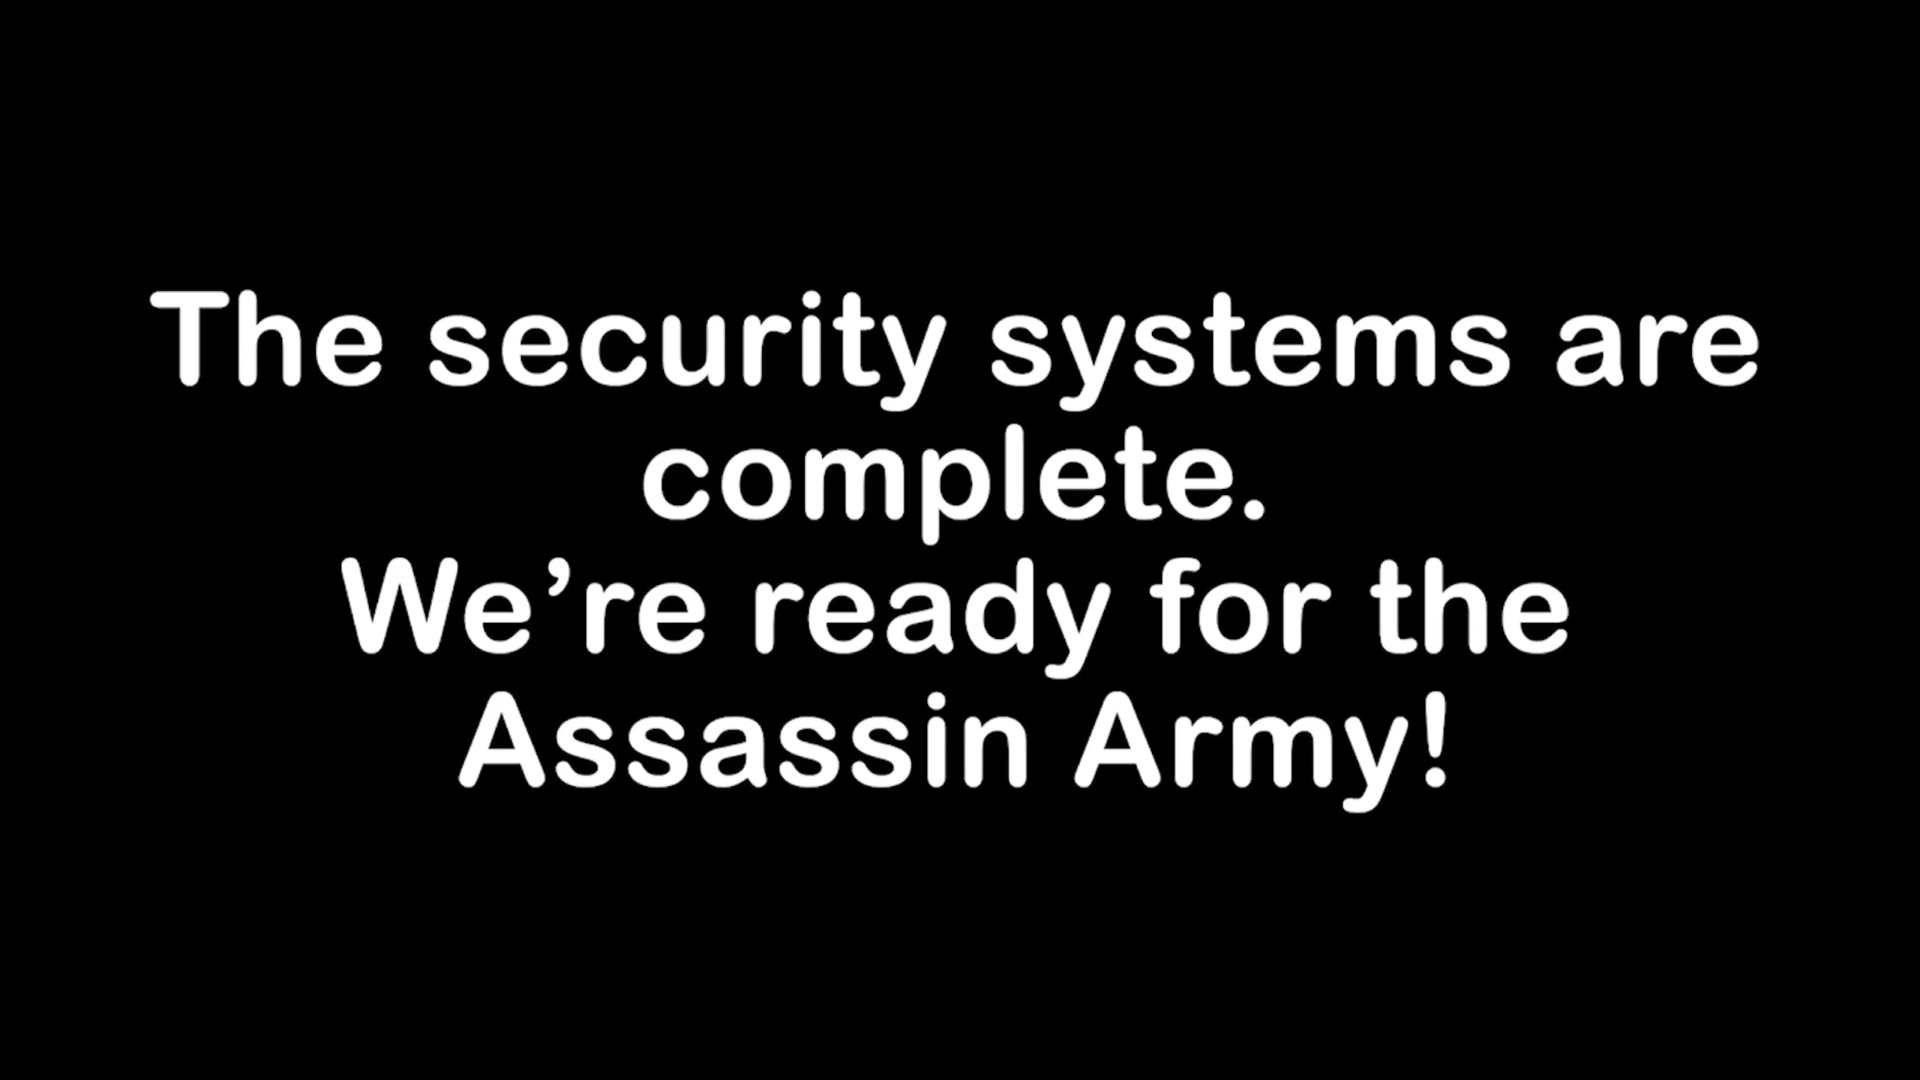 The security systems are
complete.
We’re ready for the
Assassin Army!